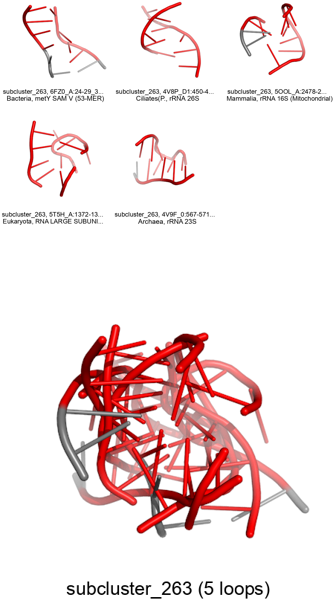 subcluster_263, 6FZ0_A:24-29_3...
Bacteria, metY SAM V (53-MER)
subcluster_263, 4V8P_D1:450-4...
Ciliates(P., rRNA 26S
subcluster_263, 5OOL_A:2478-2...
Mammalia, rRNA 16S (Mitochondrial)
subcluster_263, 5T5H_A:1372-13...
Eukaryota, RNA LARGE SUBUNI...
subcluster_263, 4V9F_0:567-571...
Archaea, rRNA 23S
subcluster_263 (5 loops)